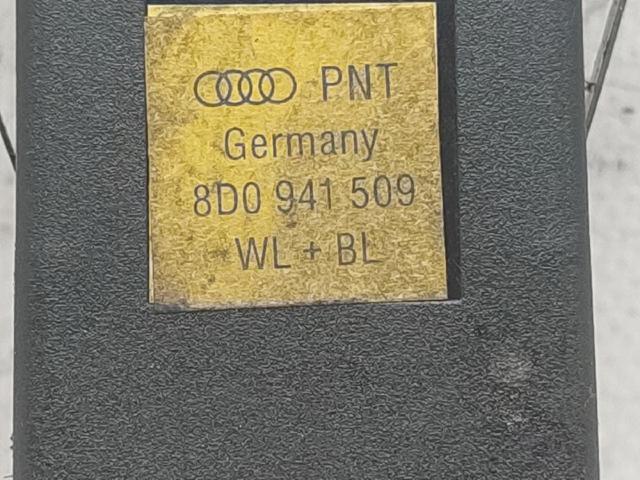 PNT
Germany
8D0 941 509
WL + BL